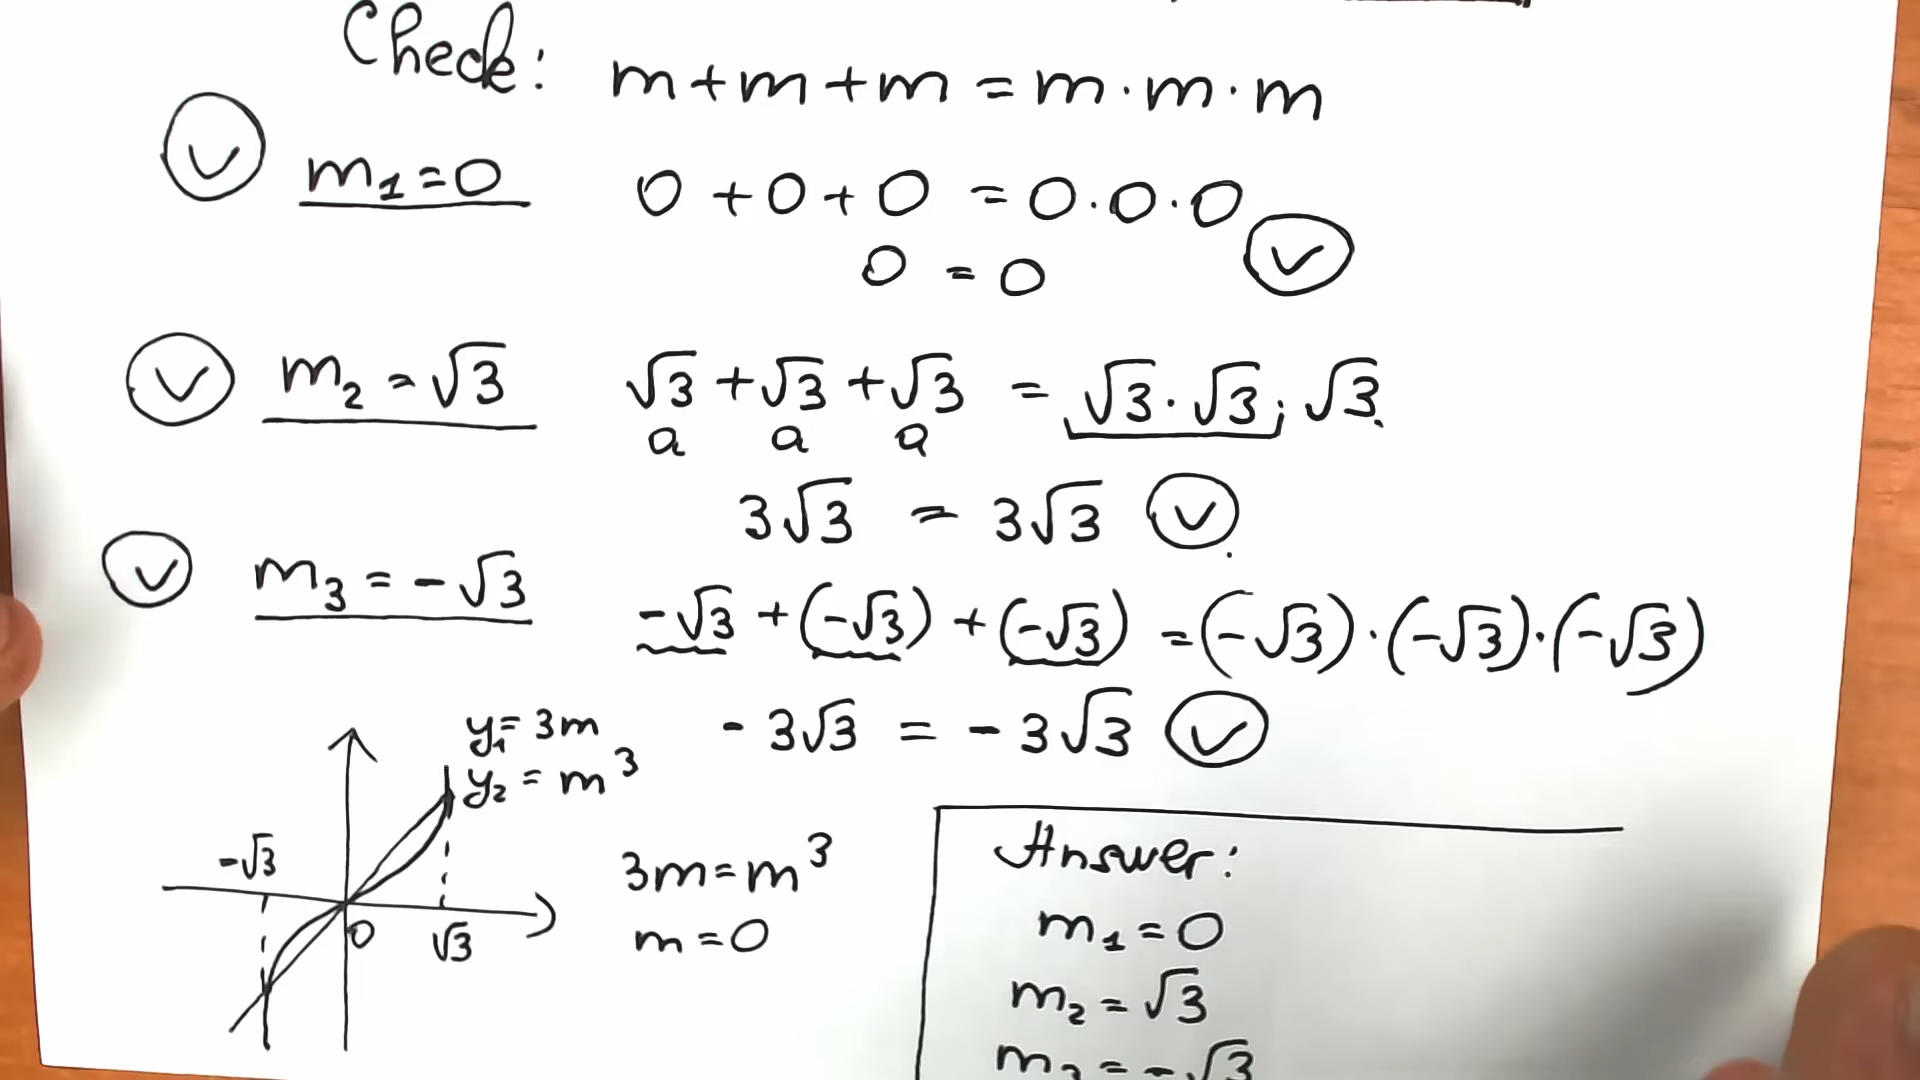 Check: m+m+m = m·m·m
m₁=0 0+0+0 = 0·0·0
0 = 0
m₂ = √3 √3+√3+√3 = √3·√3·√3
a a a
3√3 = 3√3
m₃ = -√3 -√3+(-√3)+(-√3) = (-√3)·(-√3)·(-√3)
-3√3 = -3√3
y₁= 3m
y₂ = m³
-√3
0
√3
3m=m³
m=0
Answer:
m₁=0
m₂=√3
m₃=-√3